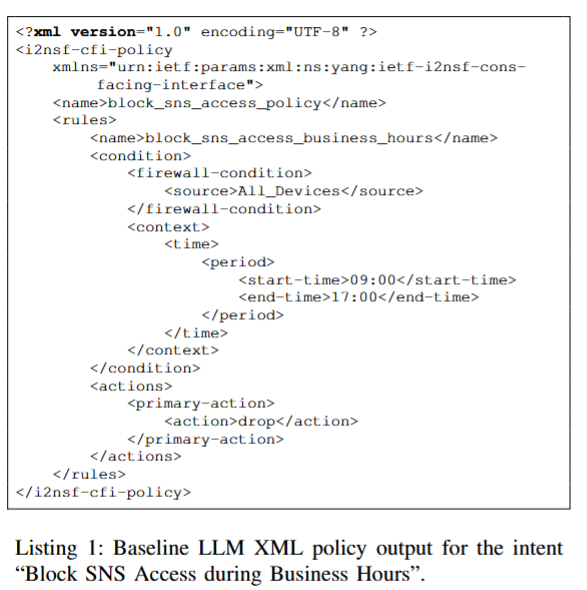 <?xml version="1.0" encoding="UTF-8" ?>
<i2nsf-cfi-policy
    xmlns="urn:ietf:params:xml:ns:yang:ietf-i2nsf-cons-
        facing-interface">
    <name>block_sns_access_policy</name>
    <rules>
        <name>block_sns_access_business_hours</name>
        <condition>
            <firewall-condition>
                <source>All_Devices</source>
            </firewall-condition>
            <context>
                <time>
                    <period>
                        <start-time>09:00</start-time>
                        <end-time>17:00</end-time>
                    </period>
                </time>
            </context>
        </condition>
        <actions>
            <primary-action>
                <action>drop</action>
            </primary-action>
        </actions>
    </rules>
</i2nsf-cfi-policy>
Listing 1: Baseline LLM XML policy output for the intent
“Block SNS Access during Business Hours”.